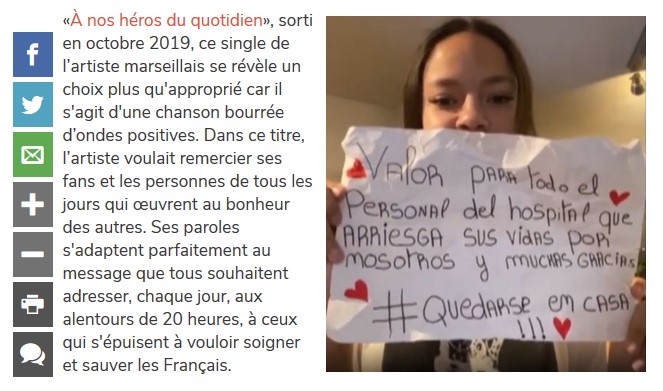 «À nos héros du quotidien», sorti
en octobre 2019, ce single de
l'artiste marseillais se révèle un
choix plus qu'approprié car il
s'agit d'une chanson bourrée
d'ondes positives. Dans ce titre,
l'artiste voulait remercier ses
fans et les personnes de tous les
jours qui œuvrent au bonheur
des autres. Ses paroles
s'adaptent parfaitement au
message que tous souhaitent
adresser, chaque jour, aux
alentours de 20 heures, à ceux
qui s'épuisent à vouloir soigner
et sauver les Français.
VALOR PARA todo el
PERSONAL del hospital que
ARRIESGA SUS VIDAS POR
NOSOTROS y MUCHAS GRACIAS
#QUEDARSE EN CASA
!!!